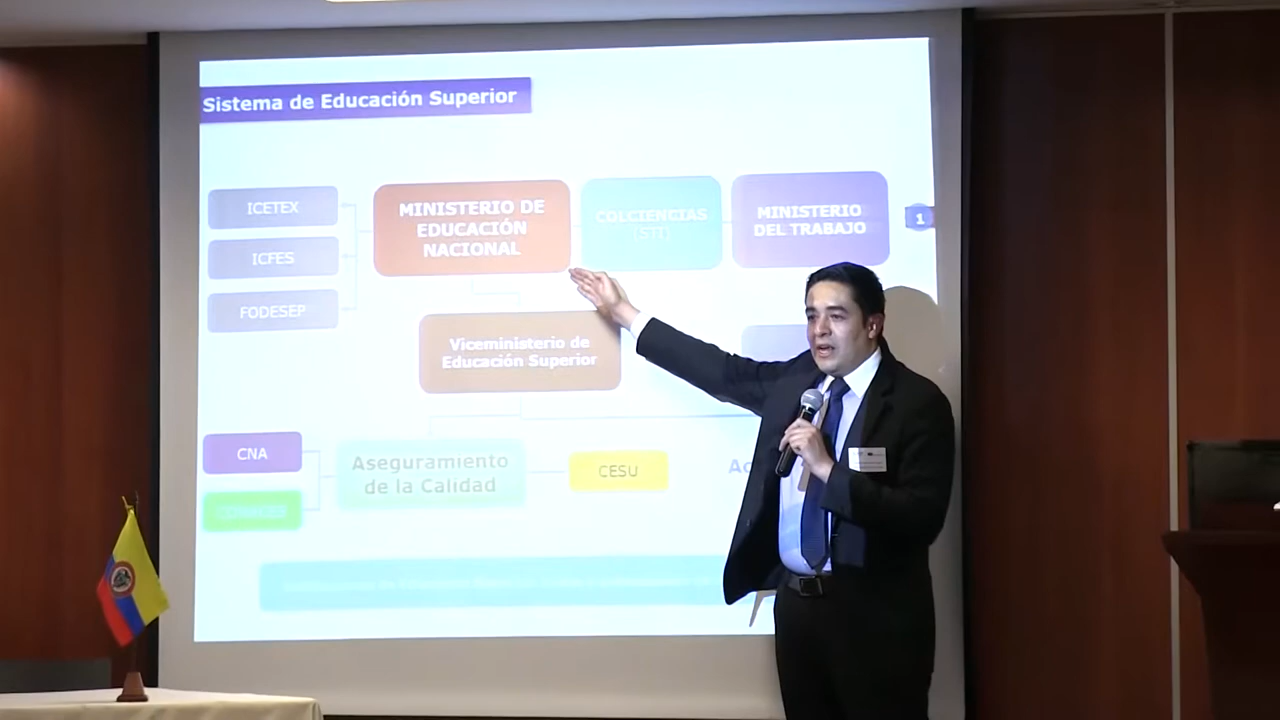 Sistema de Educación Superior
ICETEX
ICFES
FODESEP
MINISTERIO DE
EDUCACIÓN
NACIONAL
COLCIENCIAS
(STI)
MINISTERIO
DEL TRABAJO
1
Viceministerio de
Educación Superior
CNA
Aseguramiento
de la Calidad
CESU